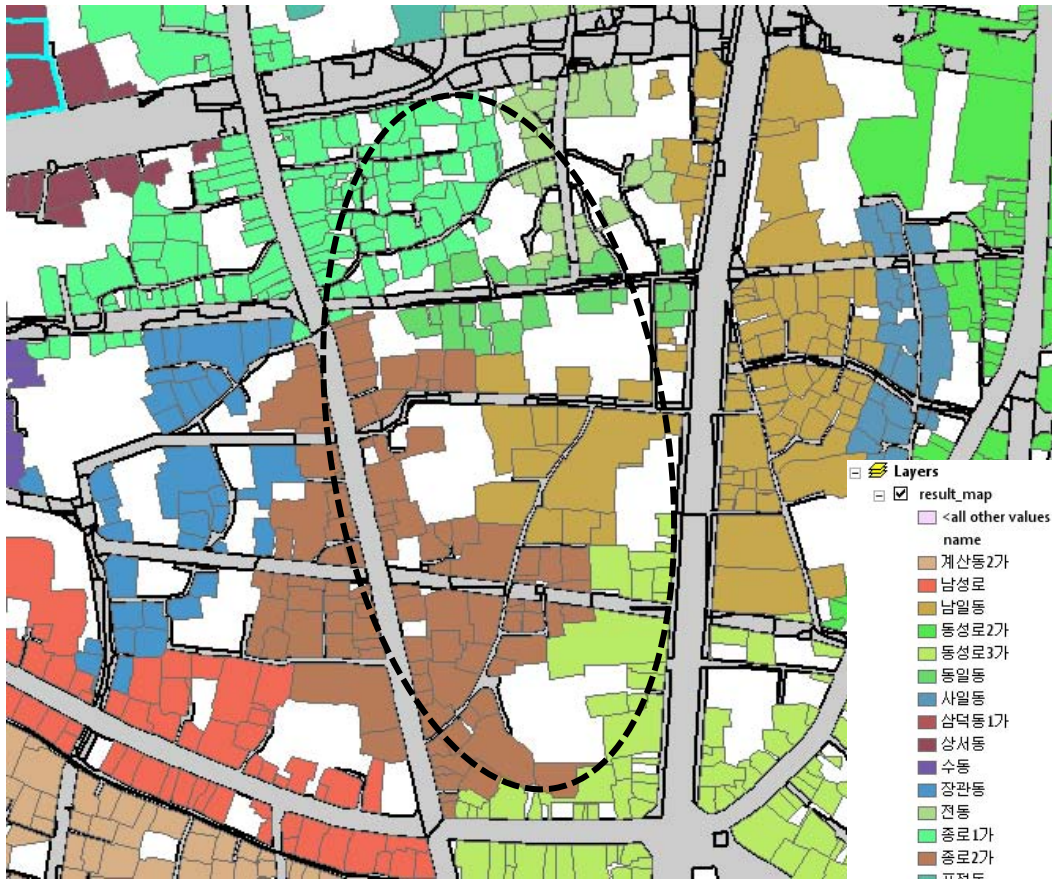 Layers
result_map
<all other values
name
계산동2가
남성로
남일동
동성로2가
동성로3가
동일동
사일동
삼덕동1가
상서동
수동
장관동
전동
종로1가
종로2가